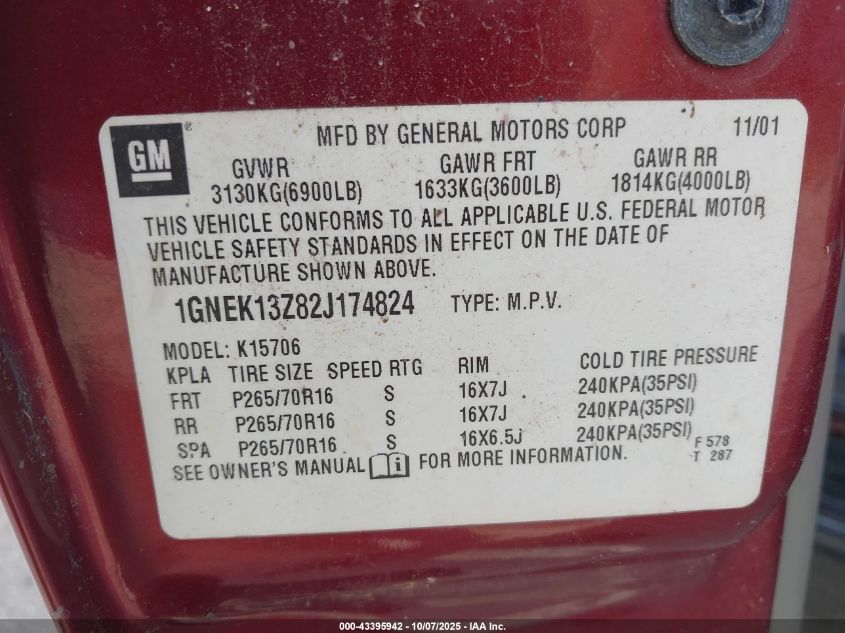 GM
MFD BY GENERAL MOTORS CORP 11/01
GVWR GAWR FRT GAWR RR
3130KG(6900LB) 1633KG(3600LB) 1814KG(4000LB)
THIS VEHICLE CONFORMS TO ALL APPLICABLE U.S. FEDERAL MOTOR
VEHICLE SAFETY STANDARDS IN EFFECT ON THE DATE OF
MANUFACTURE SHOWN ABOVE.
1GNEK13Z82J174824 TYPE: M.P.V.
MODEL: K15706
KPLA TIRE SIZE SPEED RTG RIM COLD TIRE PRESSURE
FRT P265/70R16 S 16X7J 240KPA(35PSI)
RR P265/70R16 S 16X7J 240KPA(35PSI)
SPA P265/70R16 S 16X6.5J 240KPA(35PSI) F 578
SEE OWNER'S MANUAL FOR MORE INFORMATION. T 287
000-43395942 - 10/07/2025 - IAA Inc.